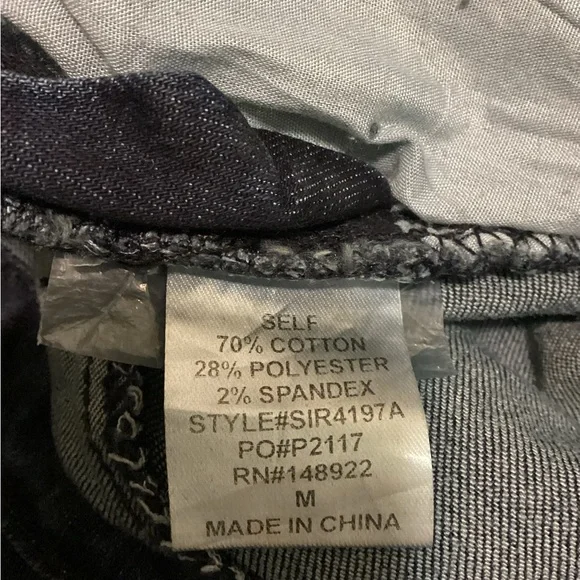 SELF
70% COTTON
28% POLYESTER
2% SPANDEX
STYLE#SIR4197A
PO#P2117
RN#148922
M
MADE IN CHINA